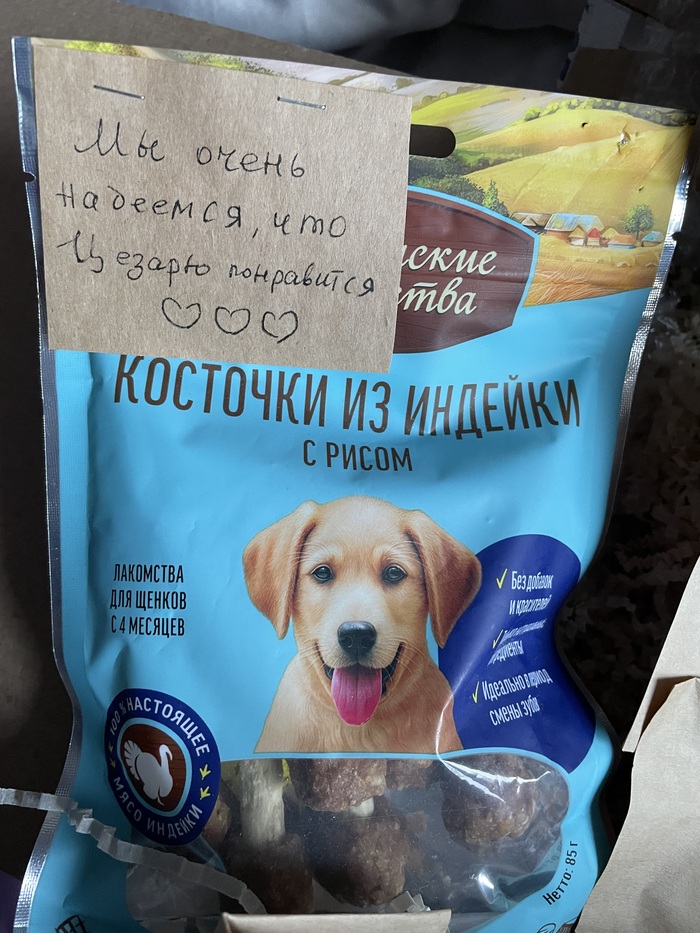 Мы очень
надеемся, что
Цезарю понравится
ские
ства
КОСТОЧКИ ИЗ ИНДЕЙКИ
С РИСОМ
ЛАКОМСТВА
ДЛЯ ЩЕНКОВ
С 4 МЕСЯЦЕВ
Без добавок
и красителей
Идеально в период
смены зубов
100% НАСТОЯЩЕЕ
МЯСО ИНДЕЙКИ
Нетто: 85 г